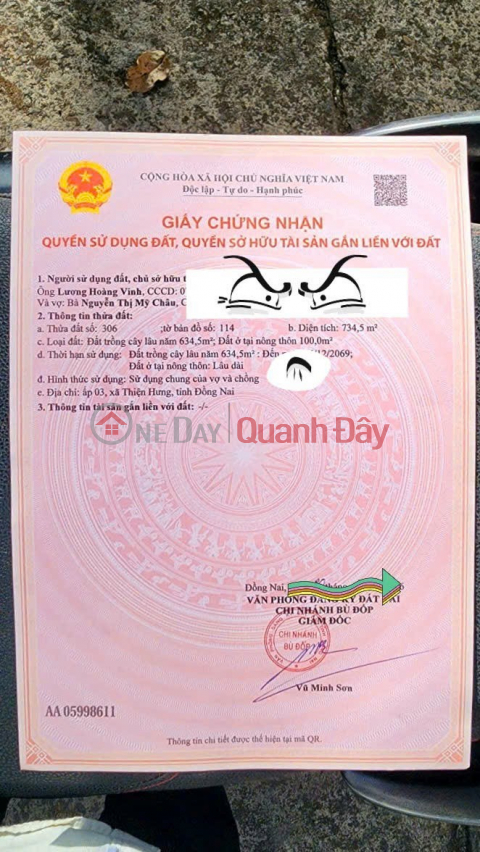 CỘNG HÒA XÃ HỘI CHỦ NGHĨA VIỆT NAM
Độc lập - Tự do - Hạnh phúc
GIẤY CHỨNG NHẬN
QUYỀN SỬ DỤNG ĐẤT, QUYỀN SỞ HỮU TÀI SẢN GẮN LIỀN VỚI ĐẤT
1. Người sử dụng đất, chủ sở hữu t
Ông Lương Hoàng Vinh, CCCD: 0
Và vợ: Bà Nguyễn Thị Mỹ Châu, C
2. Thông tin thửa đất:
a. Thửa đất số: 306 ;tờ bản đồ số: 114 b. Diện tích: 734,5 m²
c. Loại đất: Đất trồng cây lâu năm 634,5m²; Đất ở tại nông thôn 100,0m²
d. Thời hạn sử dụng: Đất trồng cây lâu năm 634,5m² : Đến /12/2069;
Đất ở tại nông thôn: Lâu dài
đ. Hình thức sử dụng: Sử dụng chung của vợ và chồng
e. Địa chỉ: ấp 03, xã Thiện Hưng, tỉnh Đồng Nai
3. Thông tin tài sản gắn liền với đất: -/-
ONE DAY Quanh Đây
Đồng Nai,
VĂN PHÒNG ĐĂNG KÝ ĐẤT ĐAI
CHI NHÁNH BÙ ĐỐP
GIÁM ĐỐC
CHI NHÁNH
BÙ ĐỐP
Vũ Minh Sơn
AA 05998611
Thông tin chi tiết được thể hiện tại mã QR.